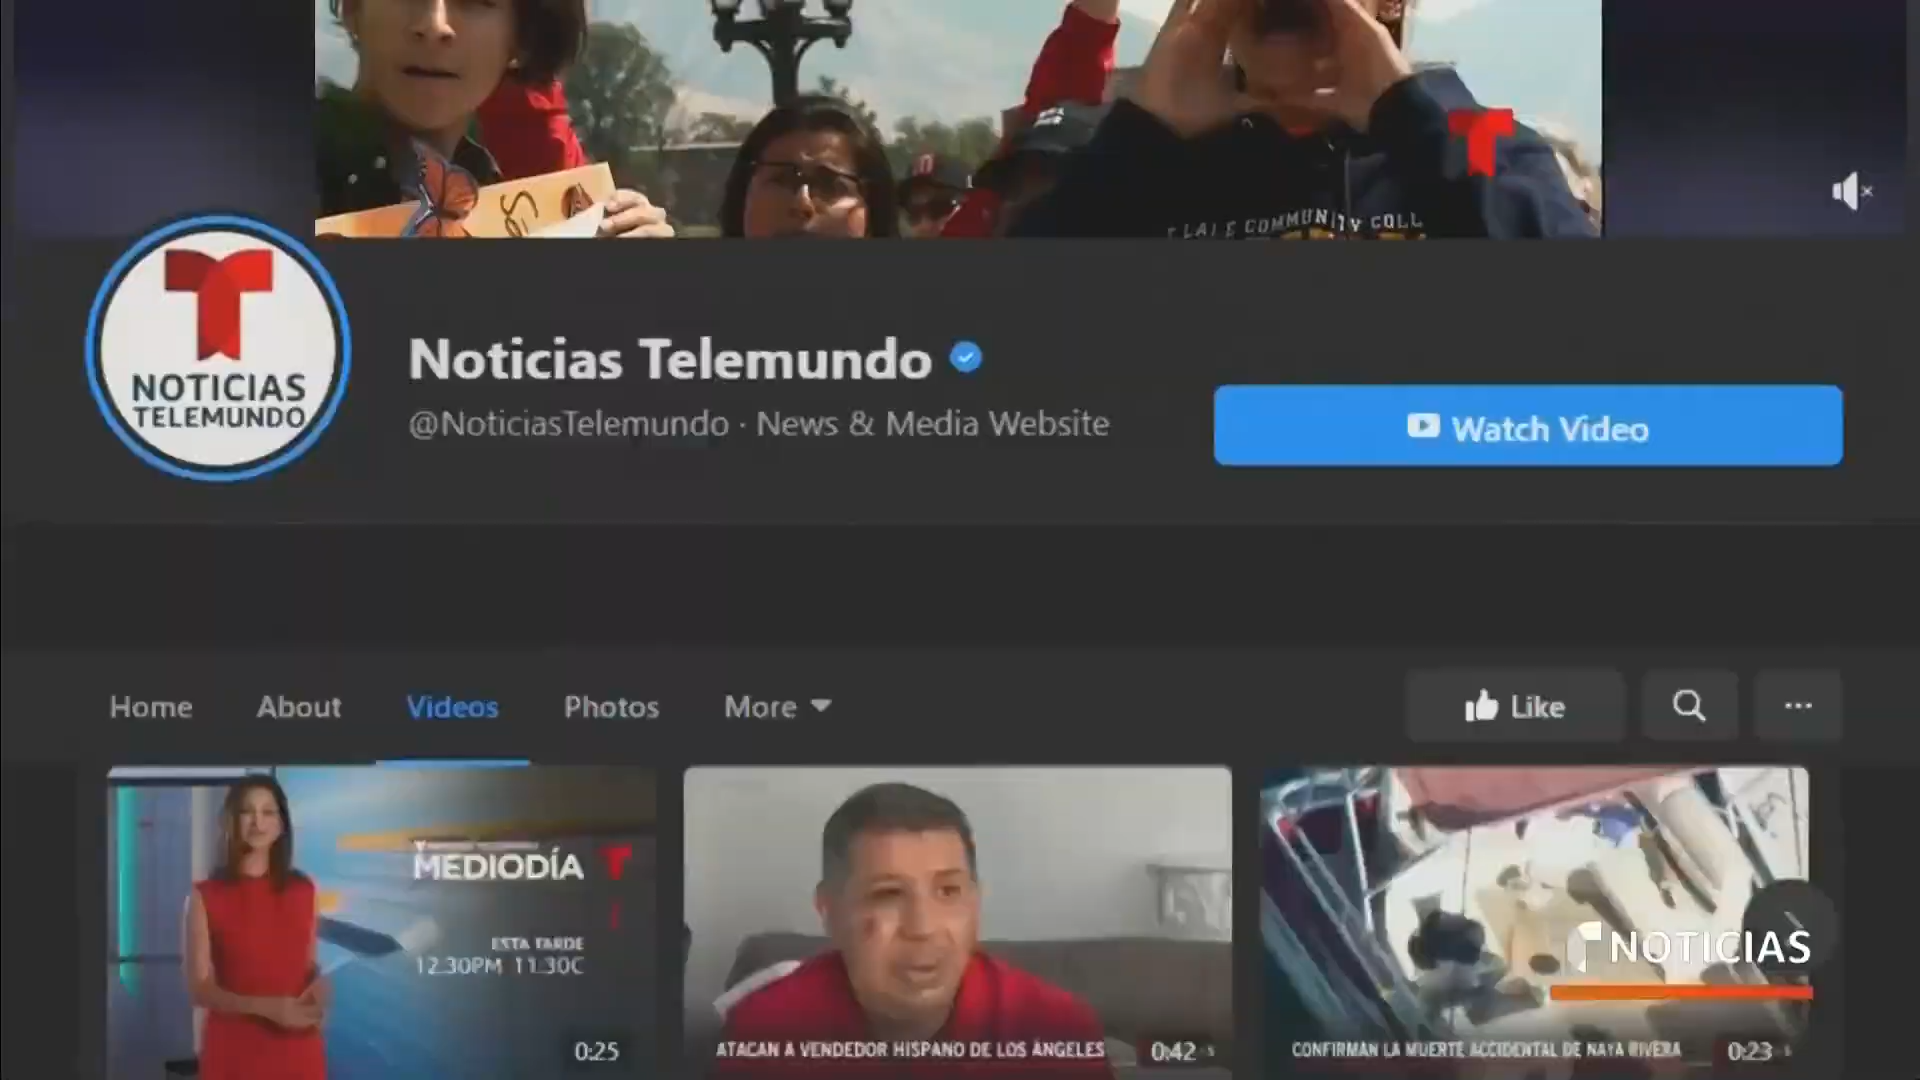 LAKE COMMUNITY COLL
NOTICIAS
TELEMUNDO
Noticias Telemundo
@NoticiasTelemundo · News & Media Website
Watch Video
Home
About
Videos
Photos
More
Like
MEDIODÍA
ESTA TARDE
12:30PM 11:30C
0:25
ATACAN A VENDEDOR HISPANO DE LOS ÁNGELES
0:42
NOTICIAS
CONFIRMAN LA MUERTE ACCIDENTAL DE NAYA RIVERA
0:23